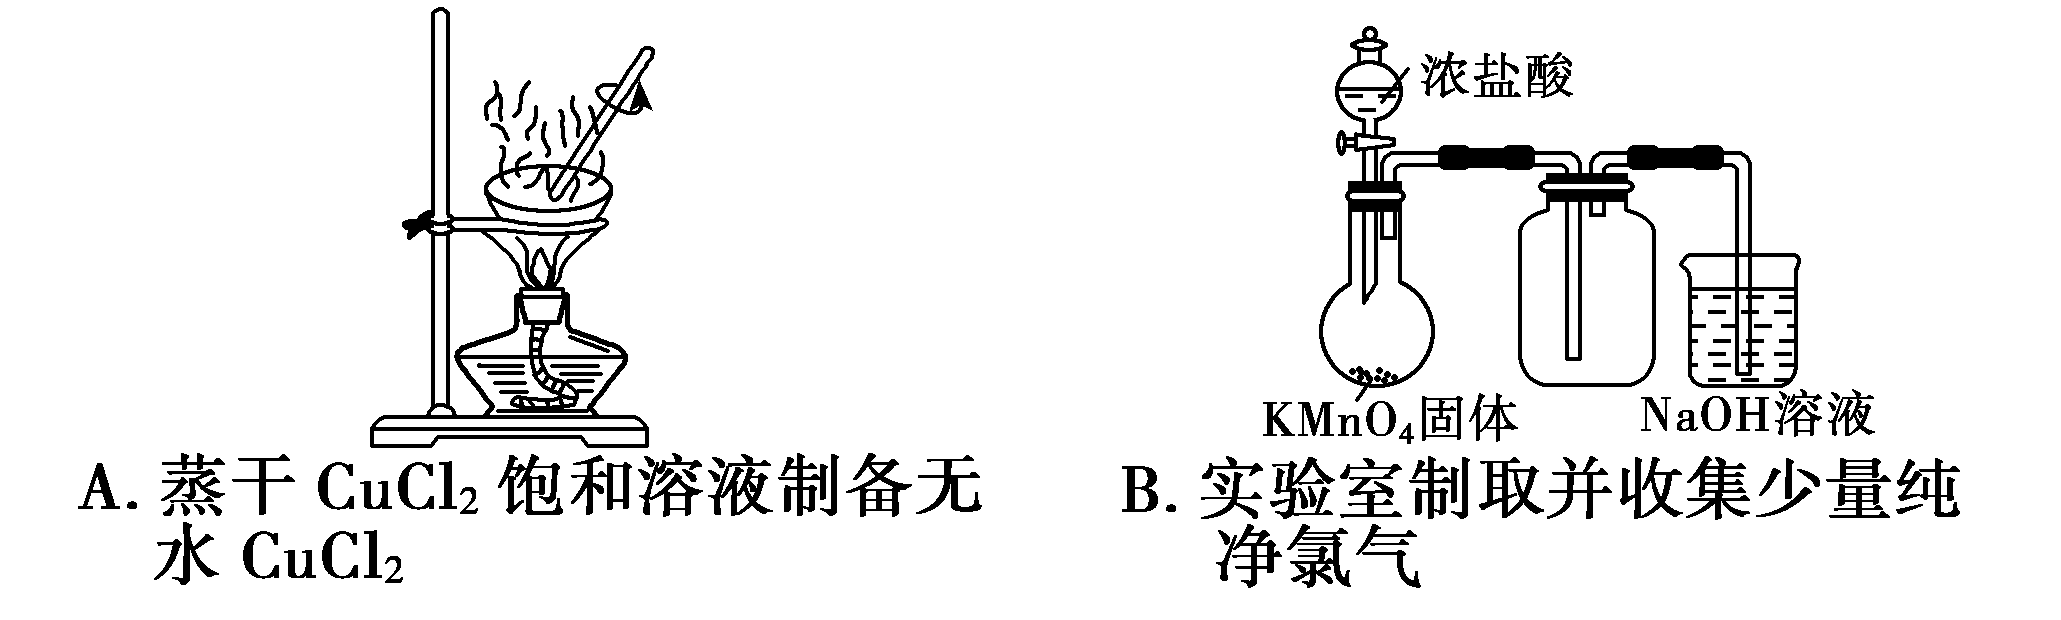 浓盐酸
KMnO₄固体
NaOH溶液
A. 蒸干 CuCl₂ 饱和溶液制备无
水 CuCl₂
B. 实验室制取并收集少量纯
净氯气